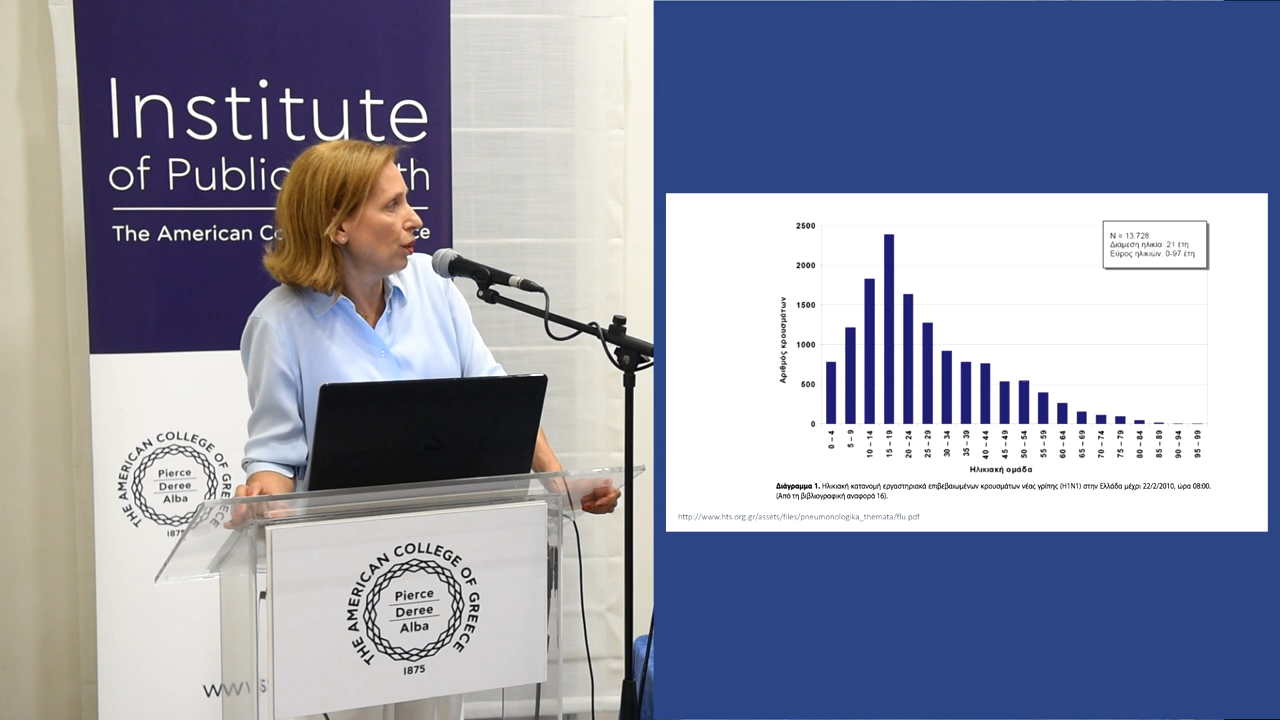 Institute
of Public
The American
THE AMERICAN COLLEGE OF GREECE
Pierce
Deree
Alba
1875
THE AMERICAN COLLEGE OF GREECE
Pierce
Deree
Alba
1875
N = 13.728
Διάμεση ηλικία 21 έτη
Εύρος ηλικιών 0-97 έτη
Αριθμός κρουσμάτων
2500
2000
1500
1000
500
0
0 – 4
5 – 9
10 – 14
15 – 19
20 – 24
25 – 29
30 – 34
35 – 39
40 – 44
45 – 49
50 – 54
55 – 59
60 – 64
65 – 69
70 – 74
75 – 79
80 – 84
85 – 89
90 – 94
95 – 99
Ηλικιακή ομάδα
Διάγραμμα 1. Ηλικιακή κατανομή εργαστηριακά επιβεβαιωμένων κρουσμάτων νέας γρίπης (H1N1) στην Ελλάδα μέχρι 22/2/2010, ώρα 08:00.
(Από τη βιβλιογραφική αναφορά 16).
http://www.hts.org.gr/assets/files/pneumonologika_themata/flu.pdf